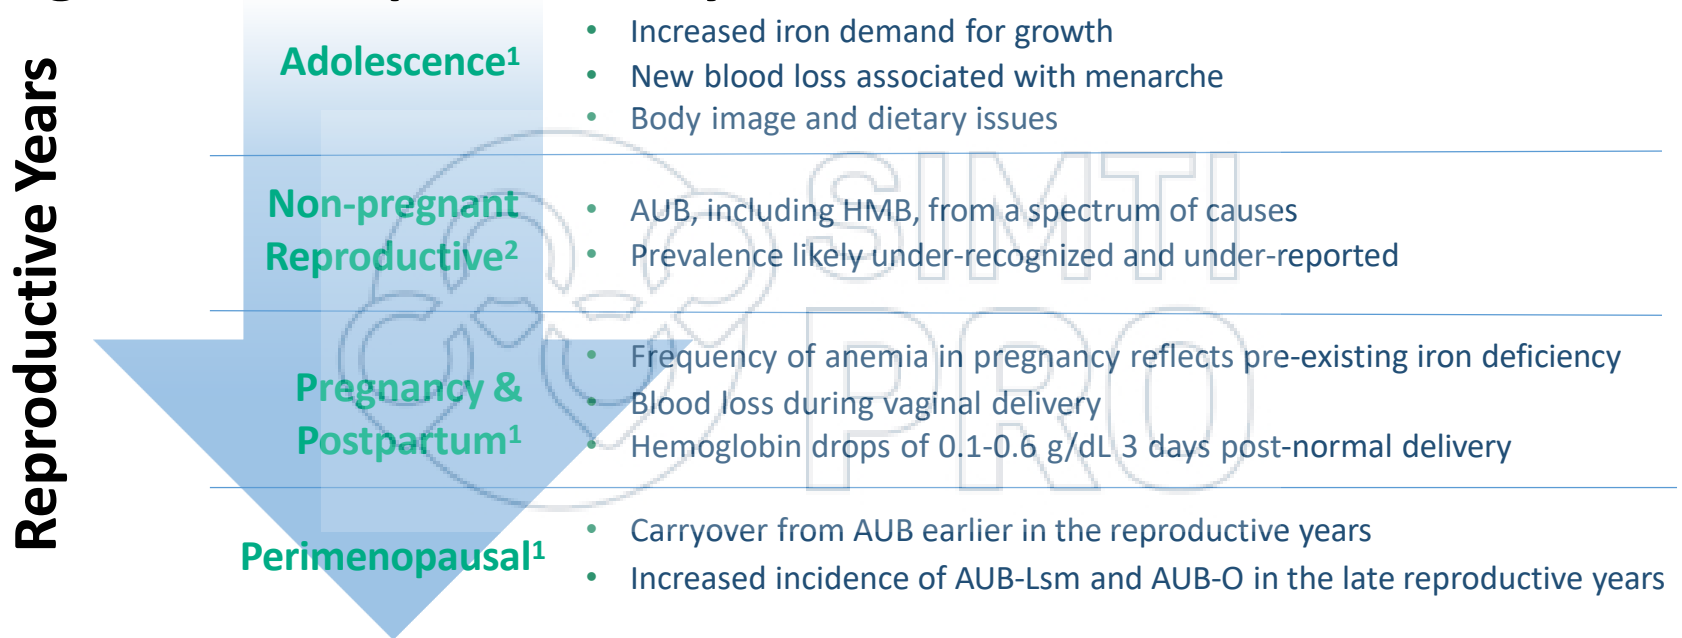 Reproductive Years
Adolescence¹
• Increased iron demand for growth
• New blood loss associated with menarche
• Body image and dietary issues
Non-pregnant
Reproductive²
• AUB, including HMB, from a spectrum of causes
• Prevalence likely under-recognized and under-reported
Pregnancy &
Postpartum¹
• Frequency of anemia in pregnancy reflects pre-existing iron deficiency
• Blood loss during vaginal delivery
• Hemoglobin drops of 0.1-0.6 g/dL 3 days post-normal delivery
Perimenopausal¹
• Carryover from AUB earlier in the reproductive years
• Increased incidence of AUB-Lsm and AUB-O in the late reproductive years
SIMTI
PRO